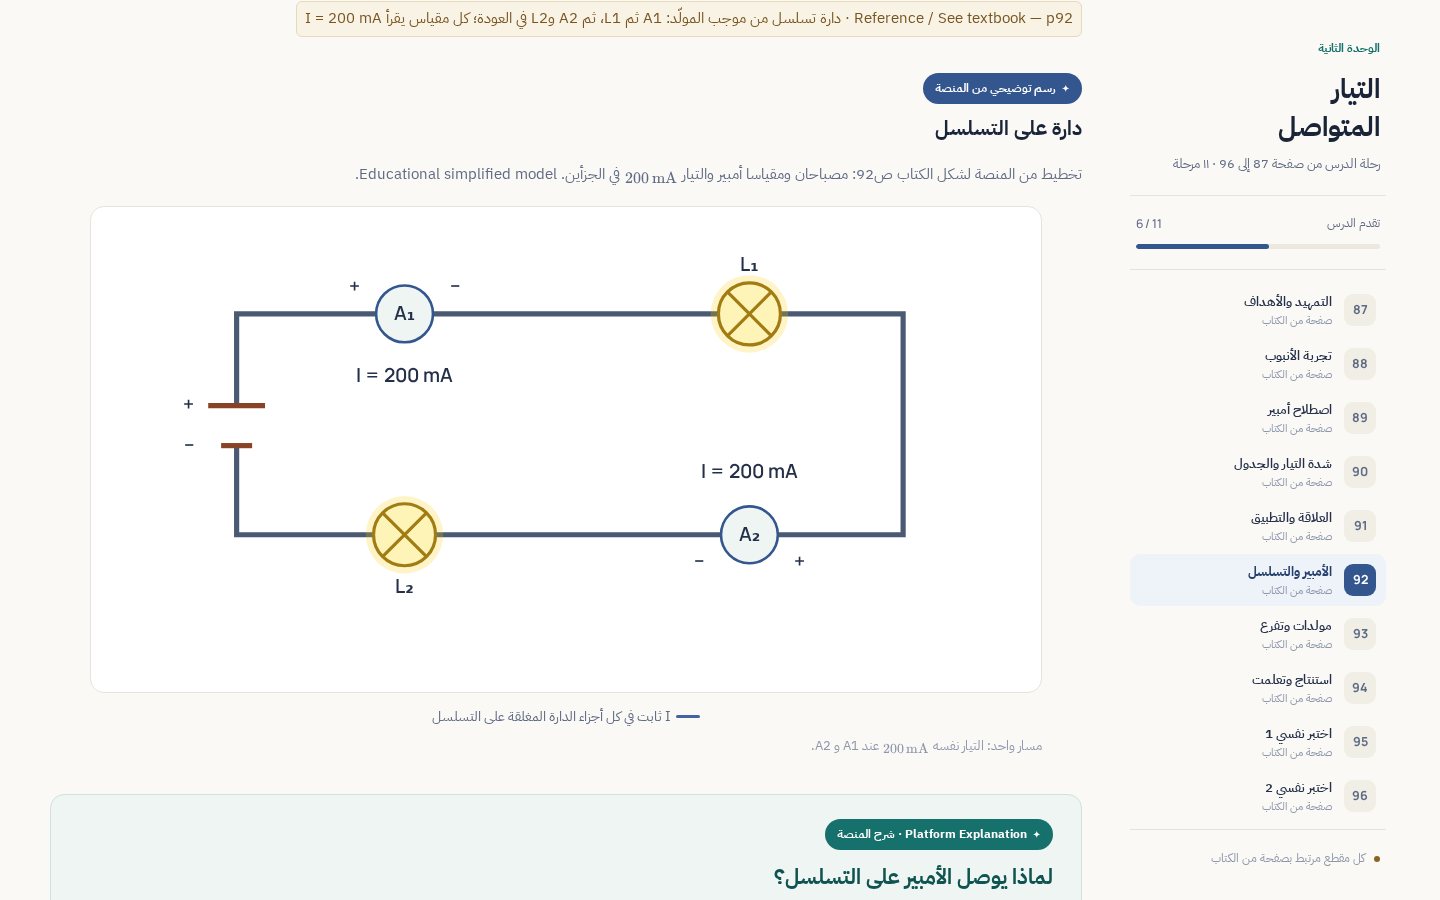 Reference / See textbook — p92 · دارة تسلسل من موجب المولّد: A1 ثم L1، ثم A2 وL2 في العودة؛ كل مقياس يقرأ I = 200 mA
✦ رسم توضيحي من المنصة
دارة على التسلسل
تخطيط من المنصة لشكل الكتاب ص92: مصباحان ومقياسا أمبير والتيار 200 mA في الجزأين. Educational simplified model.
L₁
+ −
A₁
I = 200 mA
+
−
I = 200 mA
A₂
− +
L₂
I ثابت في كل أجزاء الدارة المغلقة على التسلسل
مسار واحد: التيار نفسه 200 mA عند A1 و A2.
✦ Platform Explanation · شرح المنصة
لماذا يوصل الأمبير على التسلسل؟
الوحدة الثانية
التيار
المتواصل
رحلة الدرس من صفحة 87 إلى 96 · ١١ مرحلة
تقدم الدرس
6 / 11
87
التمهيد والأهداف
صفحة من الكتاب
88
تجربة الأنبوب
صفحة من الكتاب
89
اصطلاح أمبير
صفحة من الكتاب
90
شدة التيار والجدول
صفحة من الكتاب
91
العلاقة والتطبيق
صفحة من الكتاب
92
الأمبير والتسلسل
صفحة من الكتاب
93
مولدات وتفرع
صفحة من الكتاب
94
استنتاج وتعلمت
صفحة من الكتاب
95
اختبر نفسي 1
صفحة من الكتاب
96
اختبر نفسي 2
صفحة من الكتاب
كل مقطع مرتبط بصفحة من الكتاب